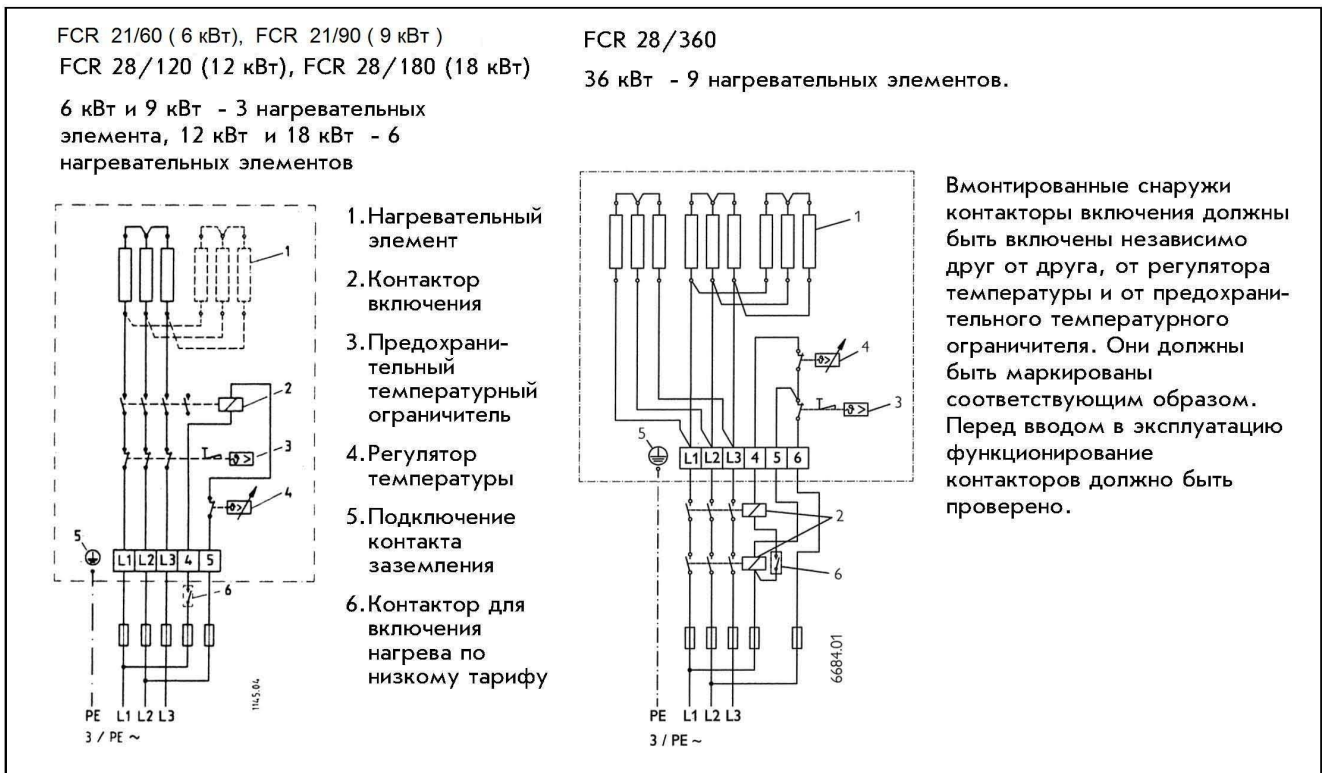 FCR 21/60 ( 6 кВт), FCR 21/90 ( 9 кВт )
FCR 28/120 (12 кВт), FCR 28/180 (18 кВт)
6 кВт и 9 кВт - 3 нагревательных
элемента, 12 кВт и 18 кВт - 6
нагревательных элементов
1
2
3
4
5
L1 L2 L3 4 5
6
1145.04
PE L1 L2 L3
3 / PE ~
1.Нагревательный
элемент
2.Контактор
включения
3.Предохрани-
тельный
температурный
ограничитель
4.Регулятор
температуры
5.Подключение
контакта
заземления
6.Контактор для
включения
нагрева по
низкому тарифу
FCR 28/360
36 кВт - 9 нагревательных элементов.
1
4
3
5
L1 L2 L3 4 5 6
2
6
6684.01
PE L1 L2 L3
3 / PE ~
Вмонтированные снаружи
контакторы включения должны
быть включены независимо
друг от друга, от регулятора
температуры и от предохрани-
тельного температурного
ограничителя. Они должны
быть маркированы
соответствующим образом.
Перед вводом в эксплуатацию
функционирование
контакторов должно быть
проверено.